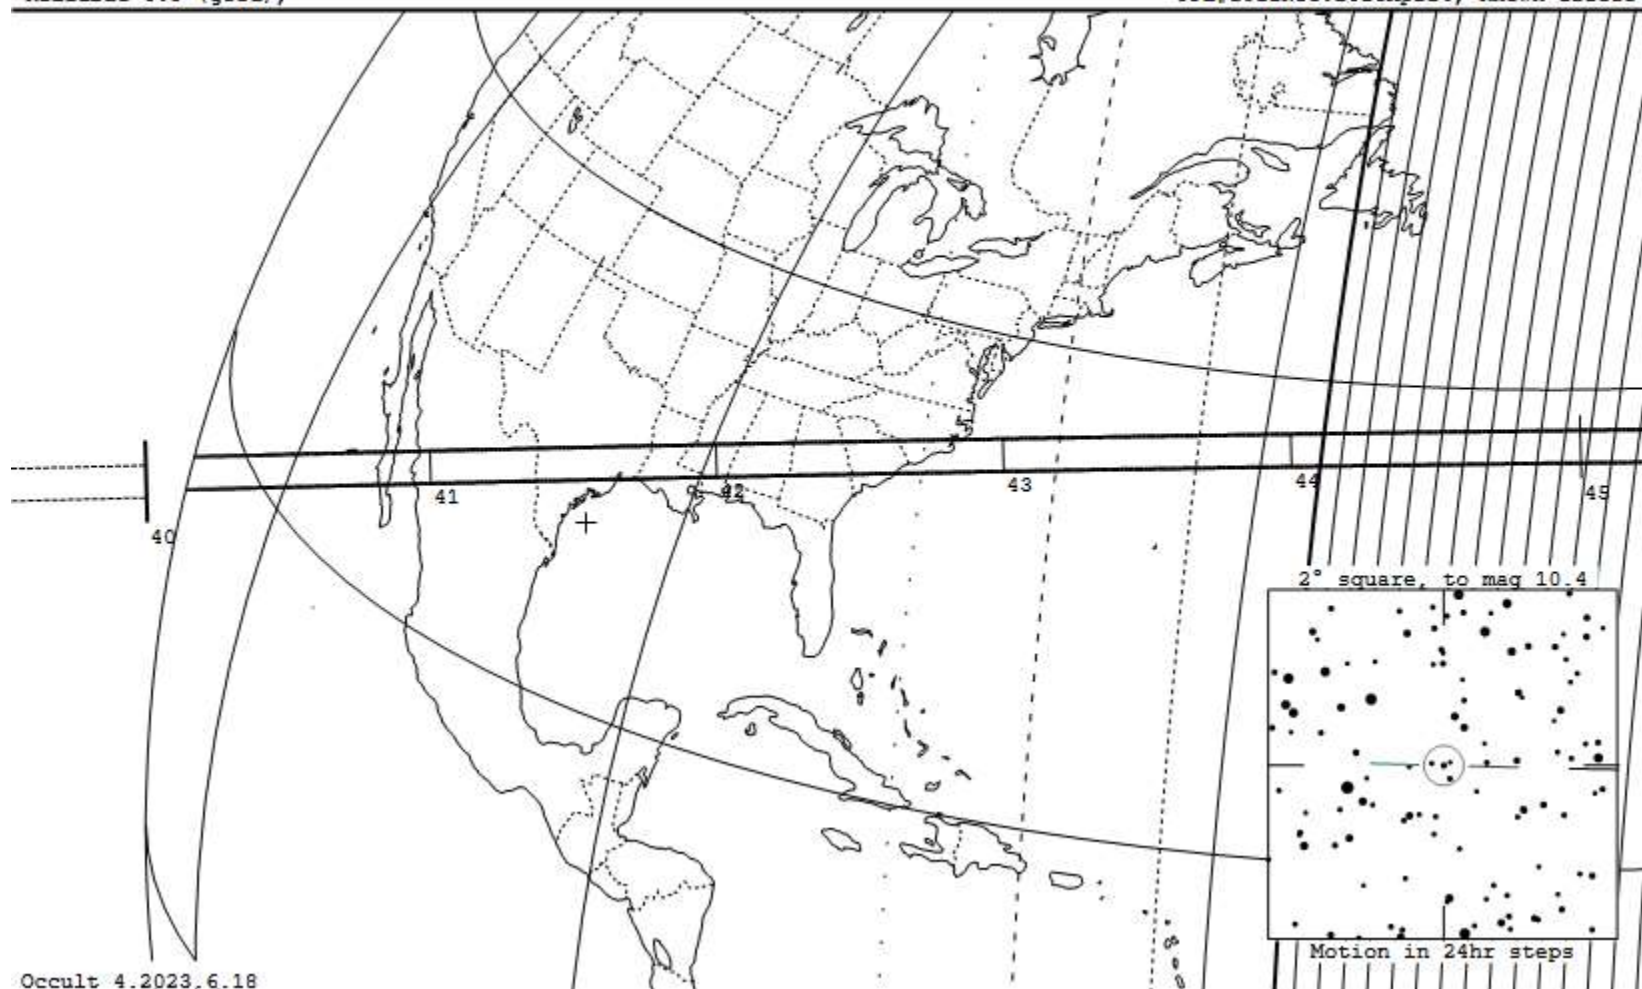 41
42
43
44
45
40
2° square, to mag 10.4
Motion in 24hr steps
Occult 4.2023.6.18